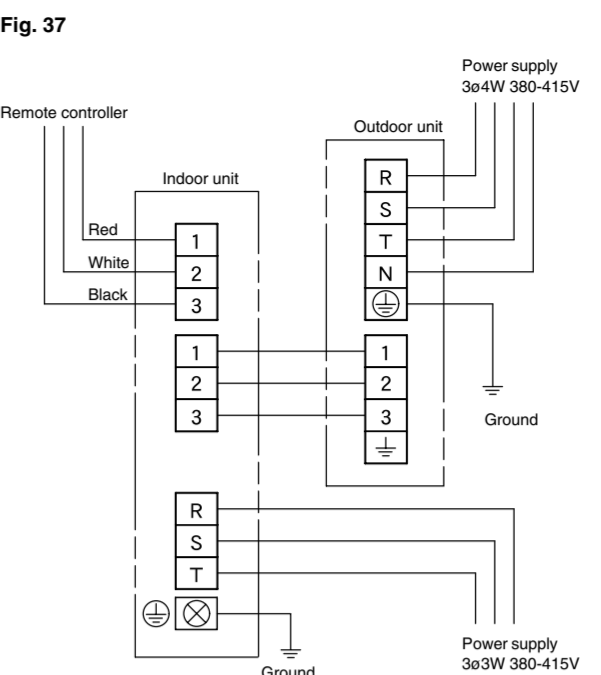 Fig. 37
Power supply
3ø4W 380-415V
Remote controller
Outdoor unit
Indoor unit
R
S
T
N
Red
White
Black
1
2
3
1
2
3
1
2
3
Ground
R
S
T
Ground
Power supply
3ø3W 380-415V